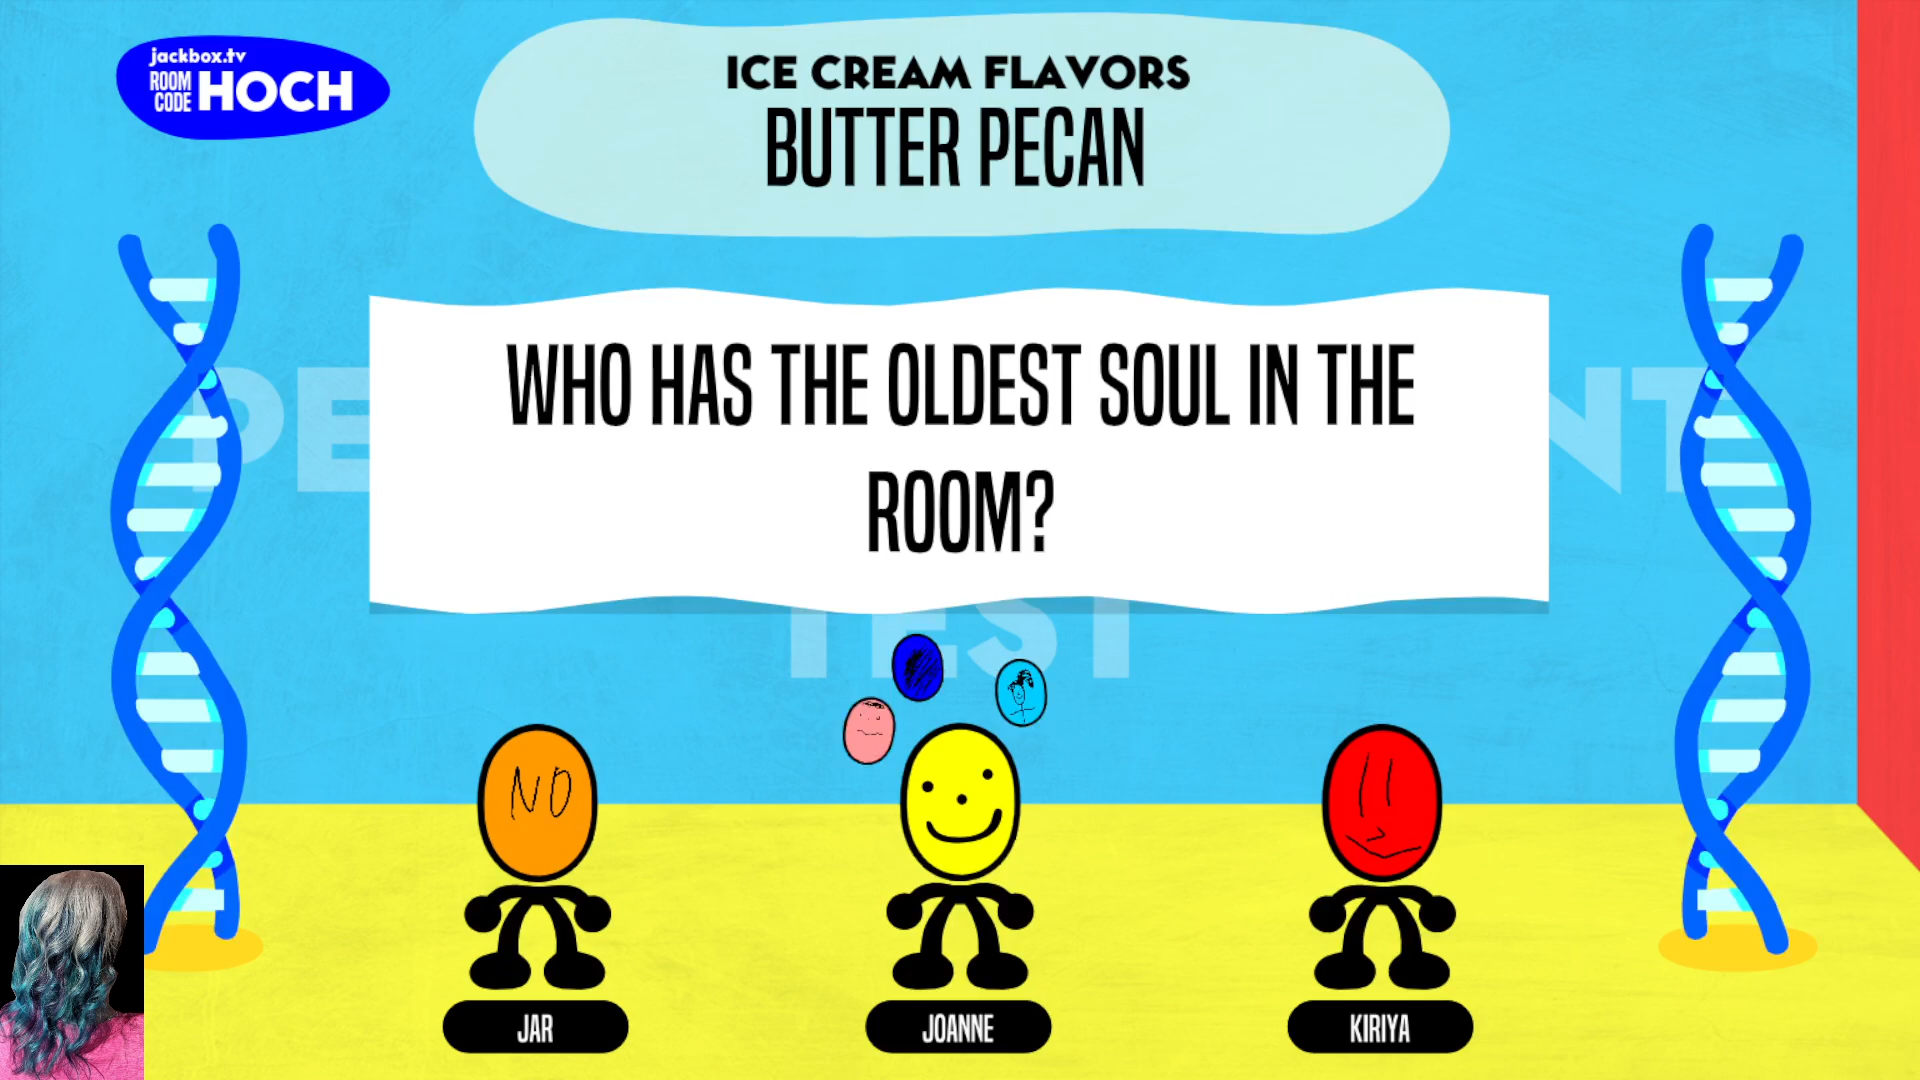 jackbox.tv
ROOM CODE HOCH
ICE CREAM FLAVORS
BUTTER PECAN
WHO HAS THE OLDEST SOUL IN THE
ROOM?
TEST
NO
JAR
JOANNE
KIRIYA